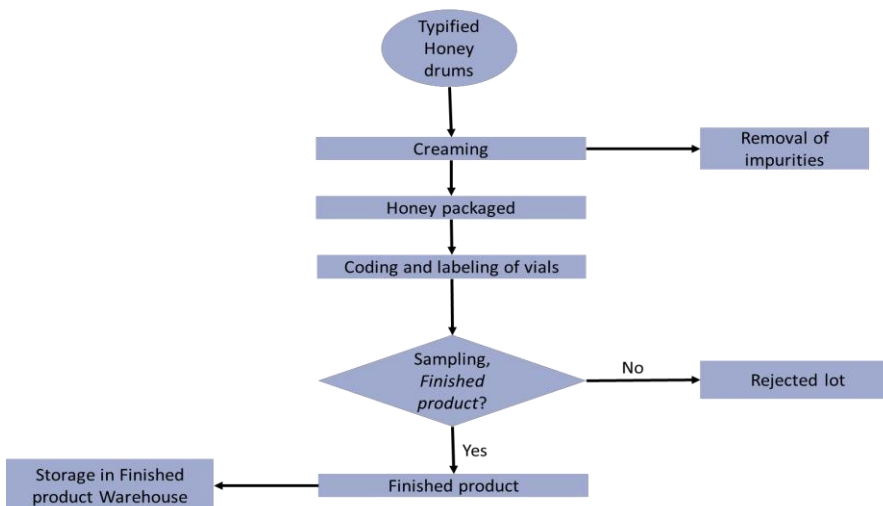 Typified
Honey
drums
Creaming
Removal of
impurities
Honey packaged
Coding and labeling of vials
Sampling,
Finished
product?
No
Rejected lot
Yes
Storage in Finished
product Warehouse
Finished product